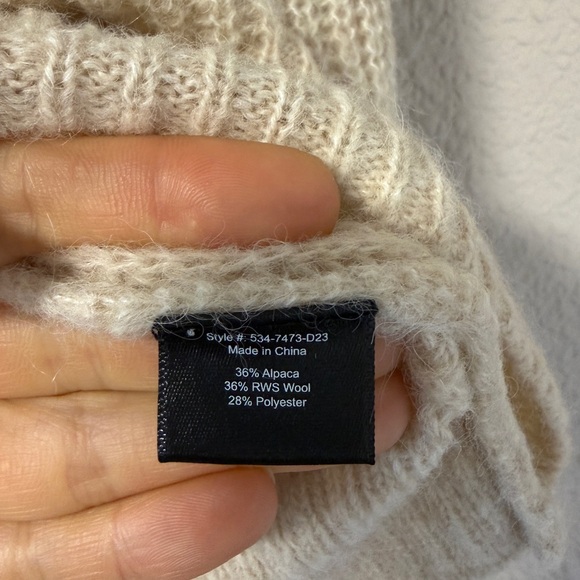 Style #: 534-7473-D23
Made in China
36% Alpaca
36% RWS Wool
28% Polyester